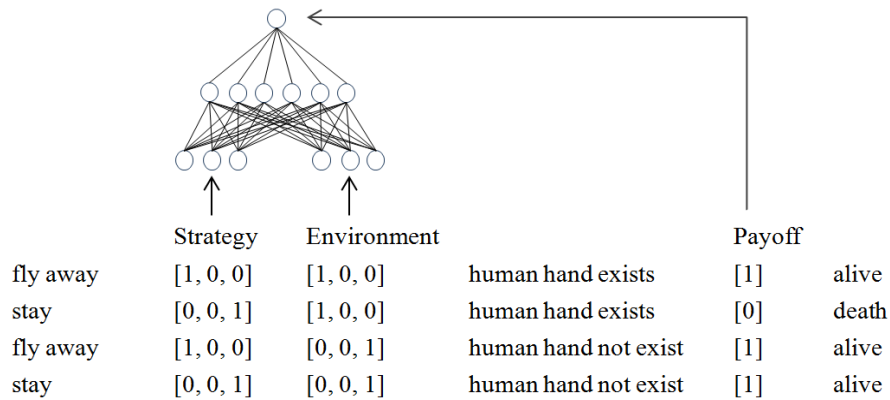 Strategy Environment Payoff
fly away [1, 0, 0] [1, 0, 0] human hand exists [1] alive
stay [0, 0, 1] [1, 0, 0] human hand exists [0] death
fly away [1, 0, 0] [0, 0, 1] human hand not exist [1] alive
stay [0, 0, 1] [0, 0, 1] human hand not exist [1] alive